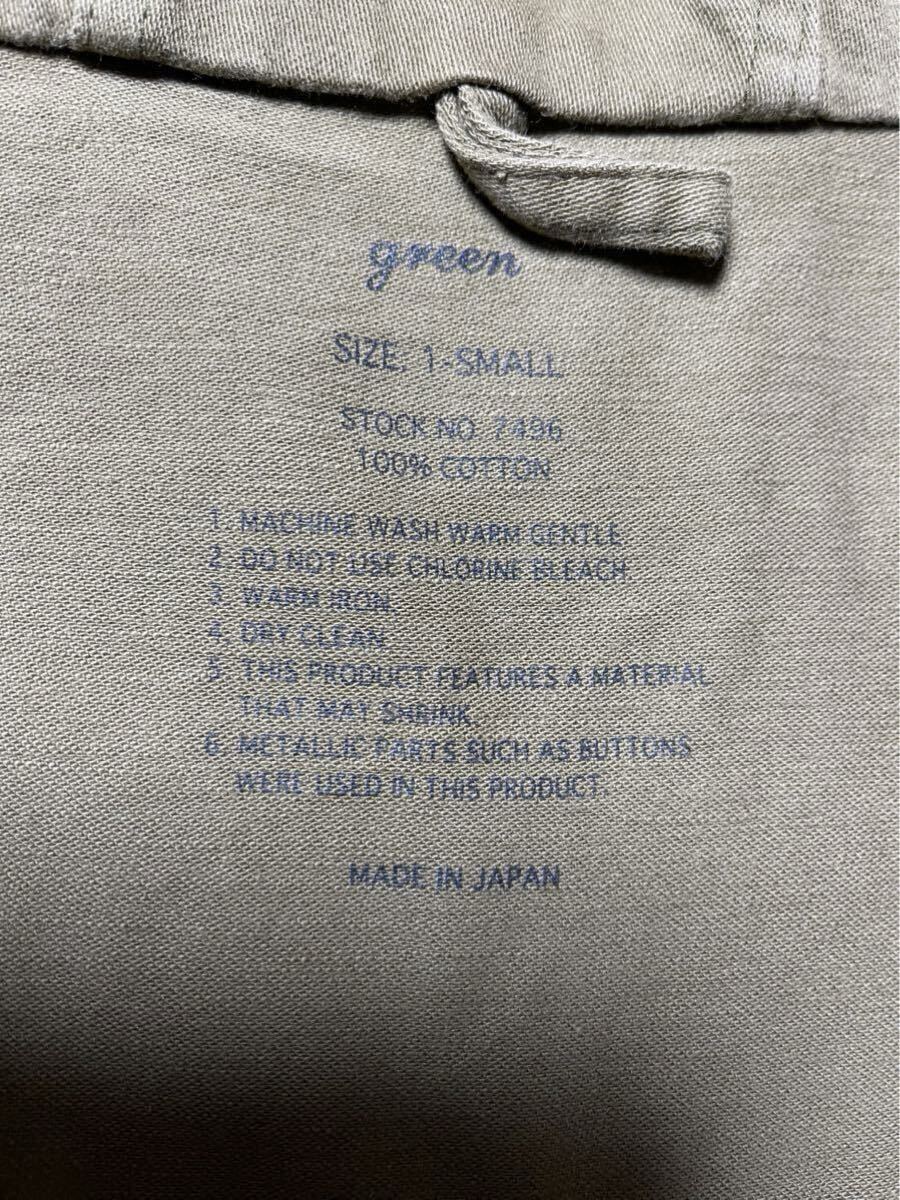 green
SIZE. 1-SMALL
STOCK NO. 7496
100% COTTON
1. MACHINE WASH WARM GENTLE.
2. DO NOT USE CHLORINE BLEACH.
3. WARM IRON.
4. DRY CLEAN.
5. THIS PRODUCT FEATURES A MATERIAL
THAT MAY SHRINK.
6. METALLIC PARTS SUCH AS BUTTONS
WERE USED IN THIS PRODUCT.
MADE IN JAPAN